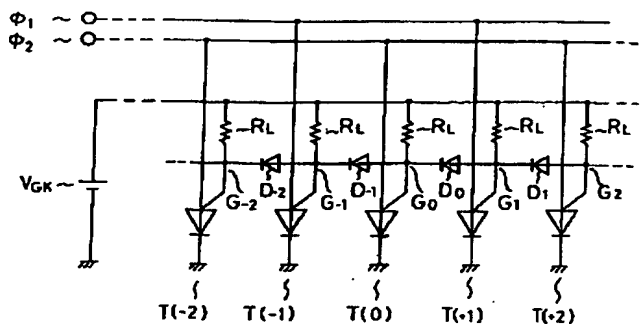 Φ1 ~
Φ2 ~
RL RL RL RL RL
VGK~
D-2 D-1 D0 D1
G-2 G-1 G0 G1 G2
T(-2) T(-1) T(0) T(+1) T(+2)